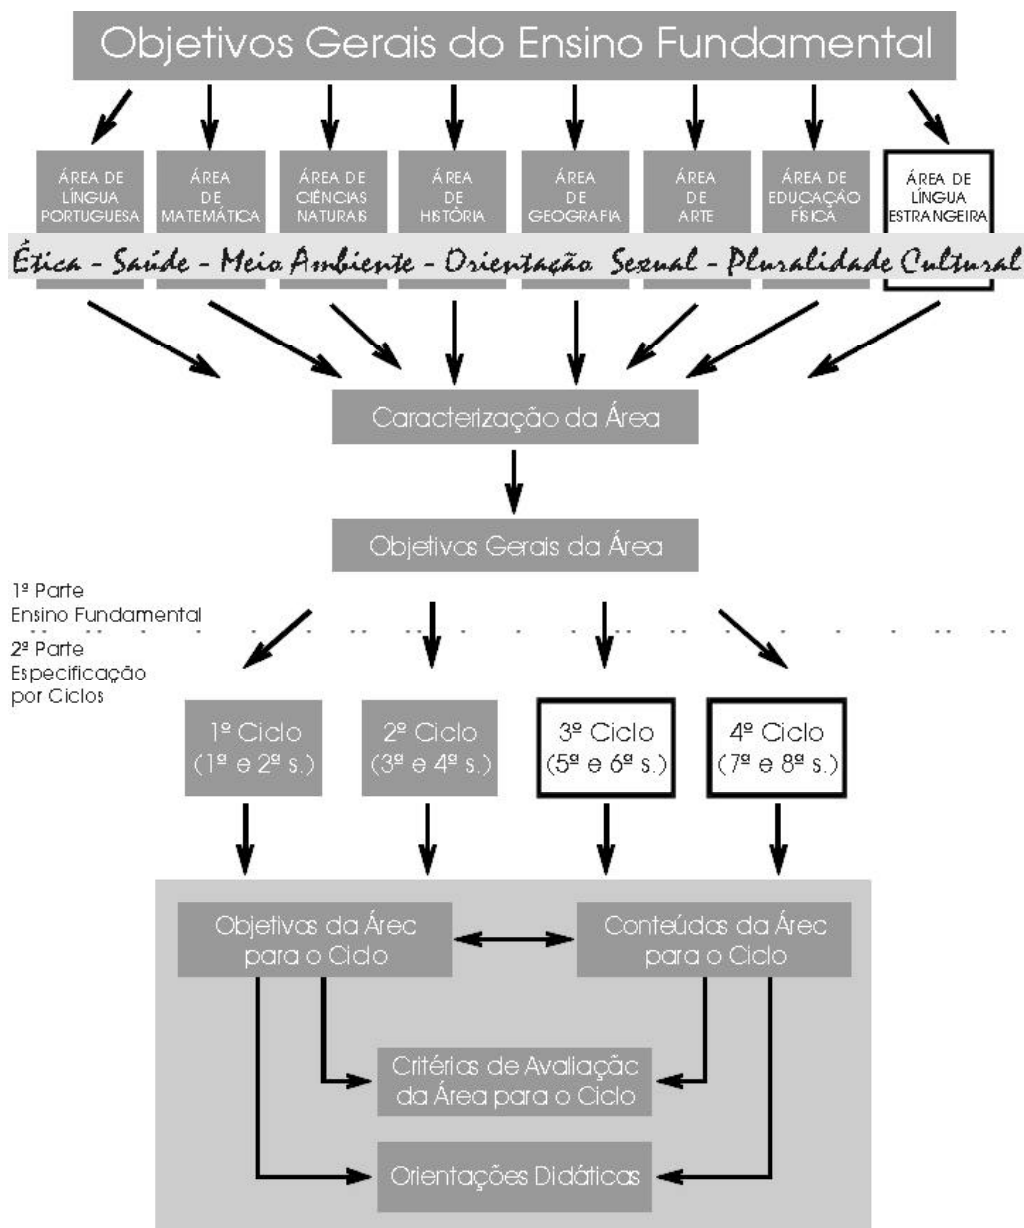 Objetivos Gerais do Ensino Fundamental
ÁREA DE
LÍNGUA
PORTUGUESA
ÁREA
DE
MATEMÁTICA
ÁREA DE
CIÊNCIAS
NATURAIS
ÁREA
DE
HISTÓRIA
ÁREA
DE
GEOGRAFIA
ÁREA
DE
ARTE
ÁREA DE
EDUCAÇÃO
FÍSICA
ÁREA DE
LÍNGUA
ESTRANGEIRA
Ética - Saúde - Meio Ambiente - Orientação Sexual - Pluralidade Cultural
Caracterização da Área
Objetivos Gerais da Área
1ª Parte
Ensino Fundamental
2ª Parte
Especificação
por Ciclos
1º Ciclo
(1ª e 2ª s.)
2º Ciclo
(3ª e 4ª s.)
3º Ciclo
(5ª e 6ª s.)
4º Ciclo
(7ª e 8ª s.)
Objetivos da Área
para o Ciclo
Conteúdos da Área
para o Ciclo
Critérios de Avaliação
da Área para o Ciclo
Orientações Didáticas